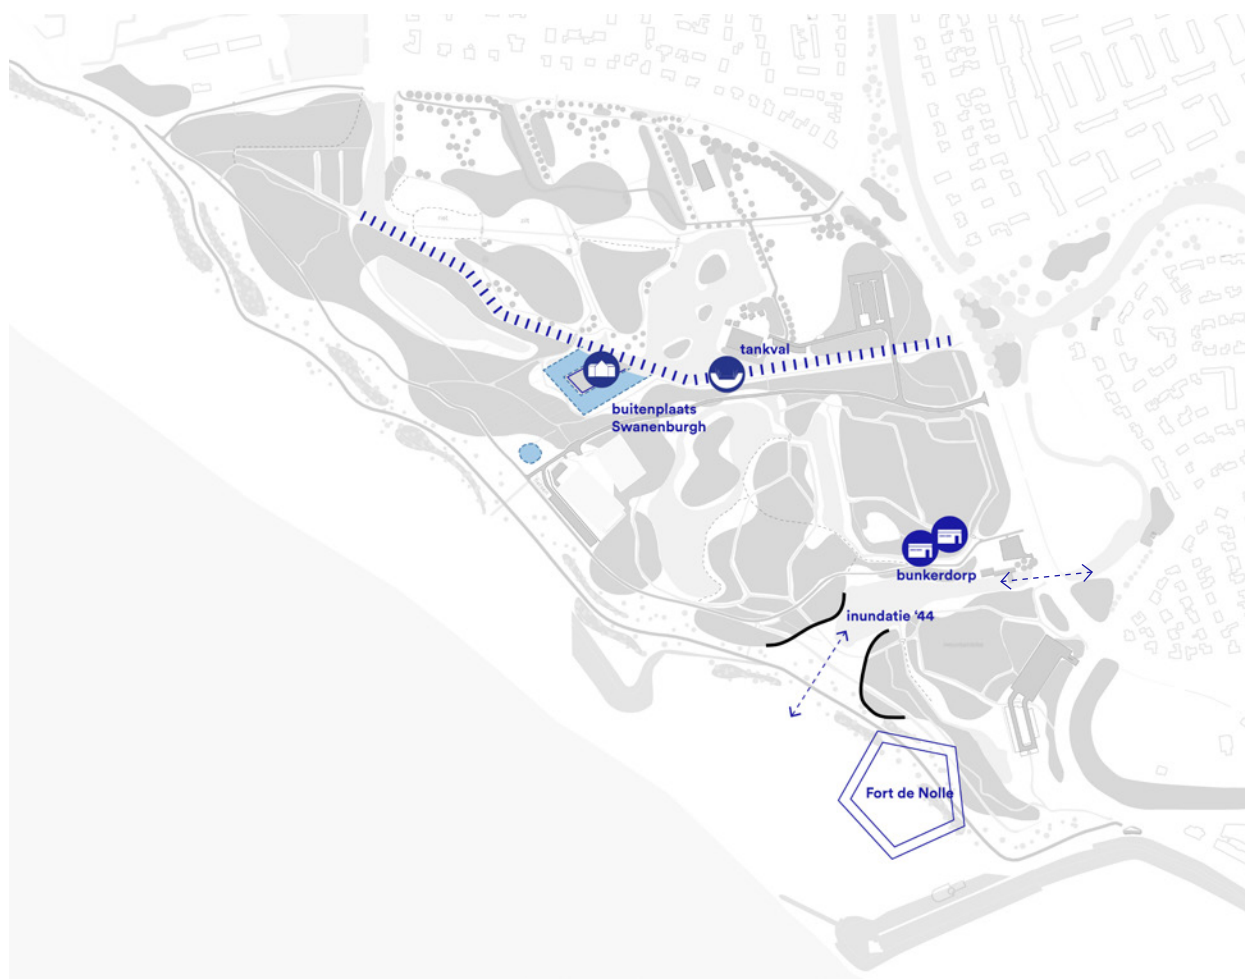 tankval
buitenplaats
Swanenburgh
bunkerdorp
inundatie '44
Fort de Nolle